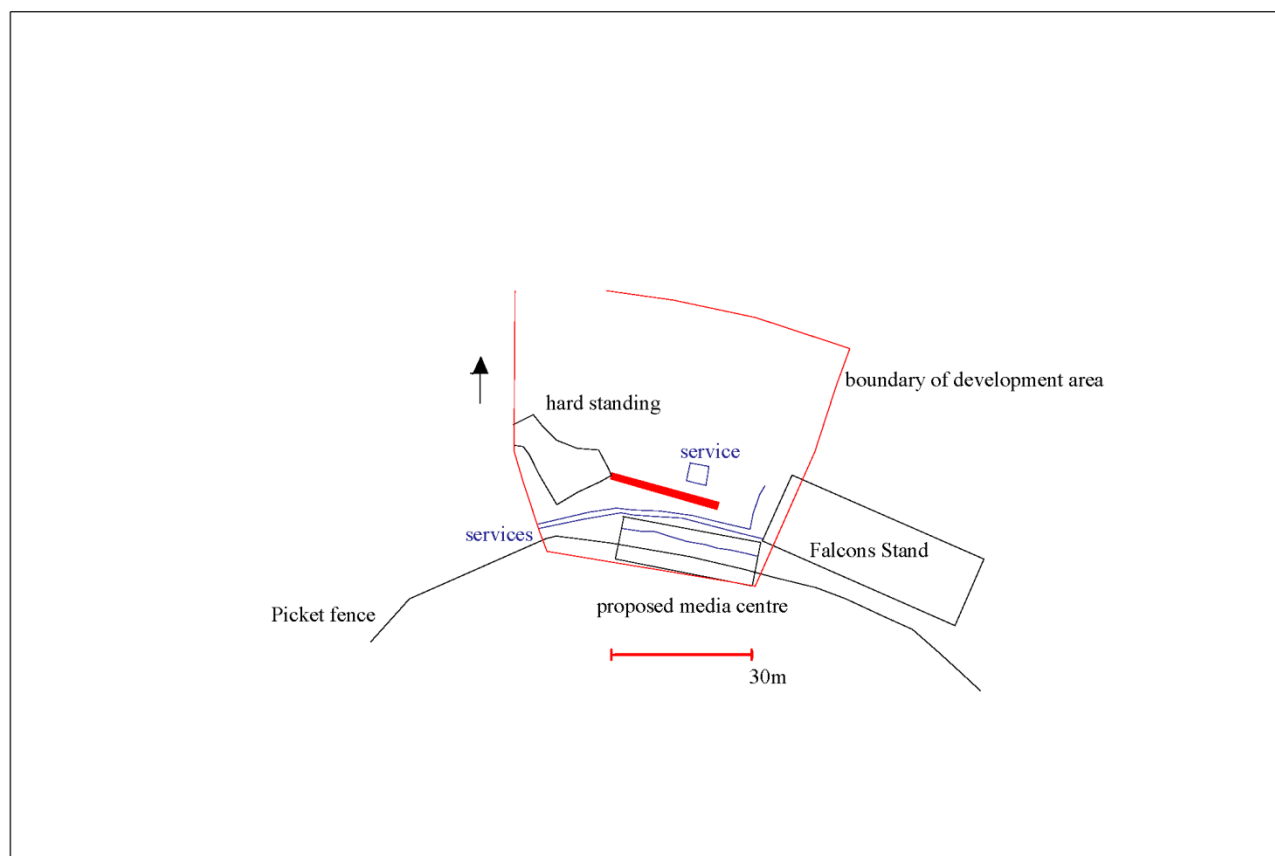 boundary of development area
hard standing
service
services
Falcons Stand
Picket fence
proposed media centre
30m